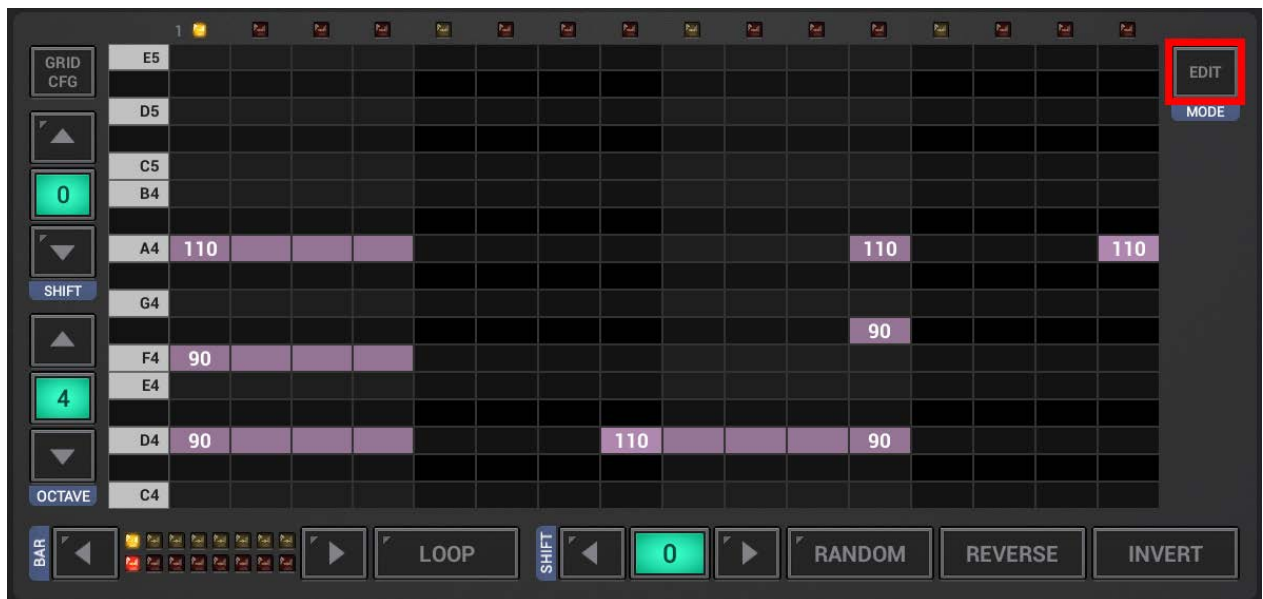 1
GRID
CFG
E5
EDIT
MODE
D5
C5
0
B4
A4 110 110 110
SHIFT
G4
90
F4 90
E4
4
D4 90 110 90
OCTAVE
C4
BAR
LOOP
SHIFT
0
RANDOM
REVERSE
INVERT